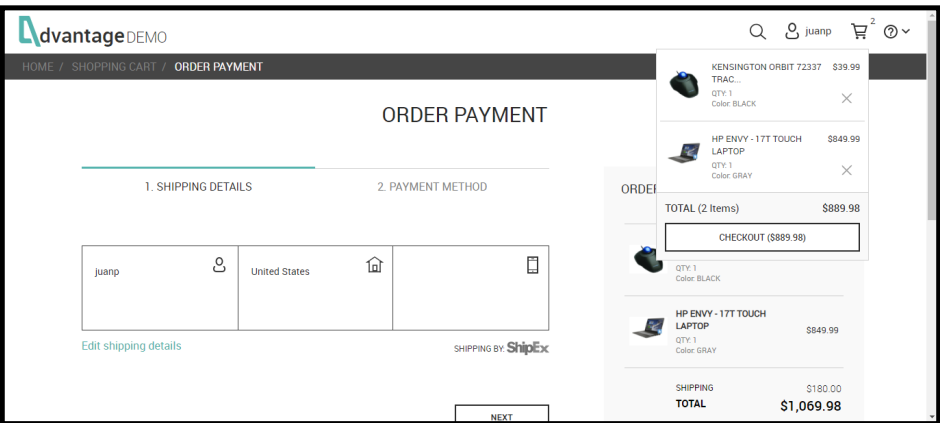 dvantage DEMO
juanp
2
HOME / SHOPPING CART / ORDER PAYMENT
KENSINGTON ORBIT 72337 TRAC...
$39.99
QTY: 1
Color: BLACK
HP ENVY - 17T TOUCH LAPTOP
$849.99
QTY: 1
Color: GRAY
TOTAL (2 Items) $889.98
CHECKOUT ($889.98)
ORDER PAYMENT
1. SHIPPING DETAILS
2. PAYMENT METHOD
juanp
United States
Edit shipping details
SHIPPING BY: ShipEx
NEXT
ORDER
QTY: 1
Color: BLACK
HP ENVY - 17T TOUCH
LAPTOP
$849.99
QTY: 1
Color: GRAY
SHIPPING $180.00
TOTAL $1,069.98